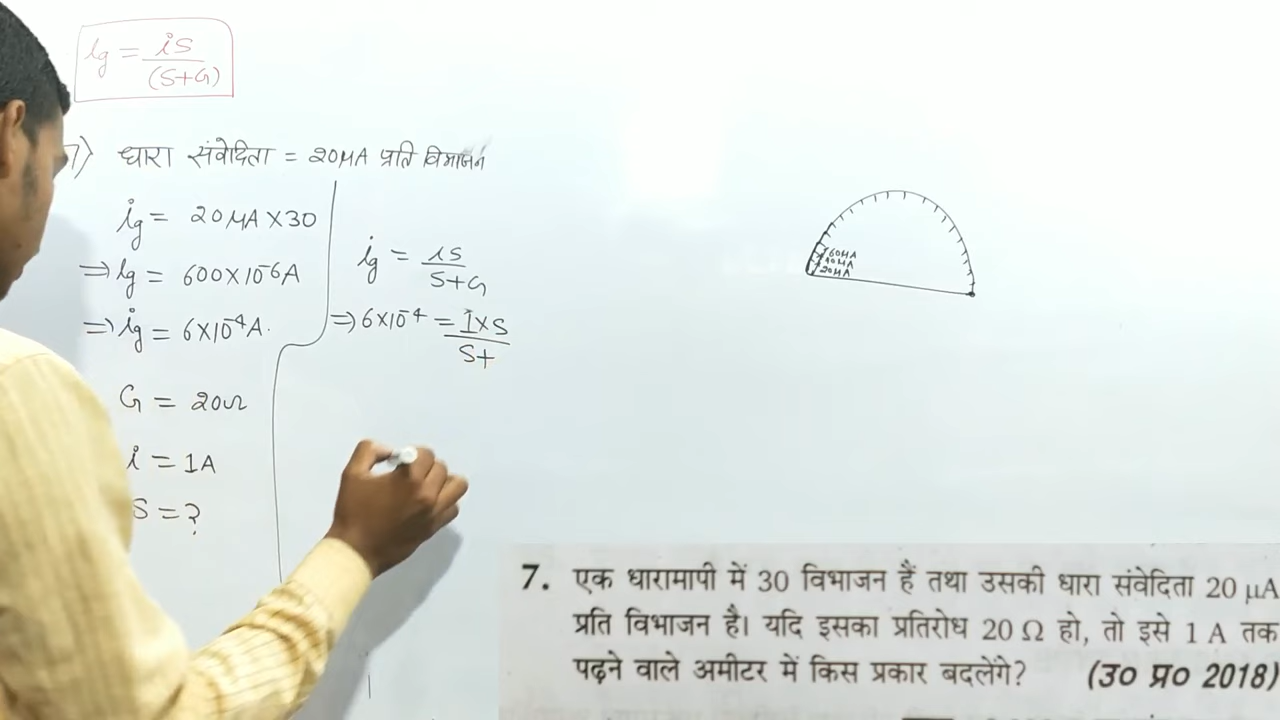 ig = iS
(S+G)
7) धारा संवेदिता = 20μA प्रति विभाजन
ig = 20μA×30
⇒ ig = 600×10⁻⁶A
⇒ ig = 6×10⁻⁴A.
G = 20Ω
i = 1A
S = ?
ig = iS
S+G
⇒ 6×10⁻⁴ = 1×S
S+
60μA
40μA
20μA
7. एक धारामापी में 30 विभाजन हैं तथा उसकी धारा संवेदिता 20 μA
प्रति विभाजन है। यदि इसका प्रतिरोध 20 Ω हो, तो इसे 1 A तक
पढ़ने वाले अमीटर में किस प्रकार बदलेंगे? (उ० प्र० 2018)